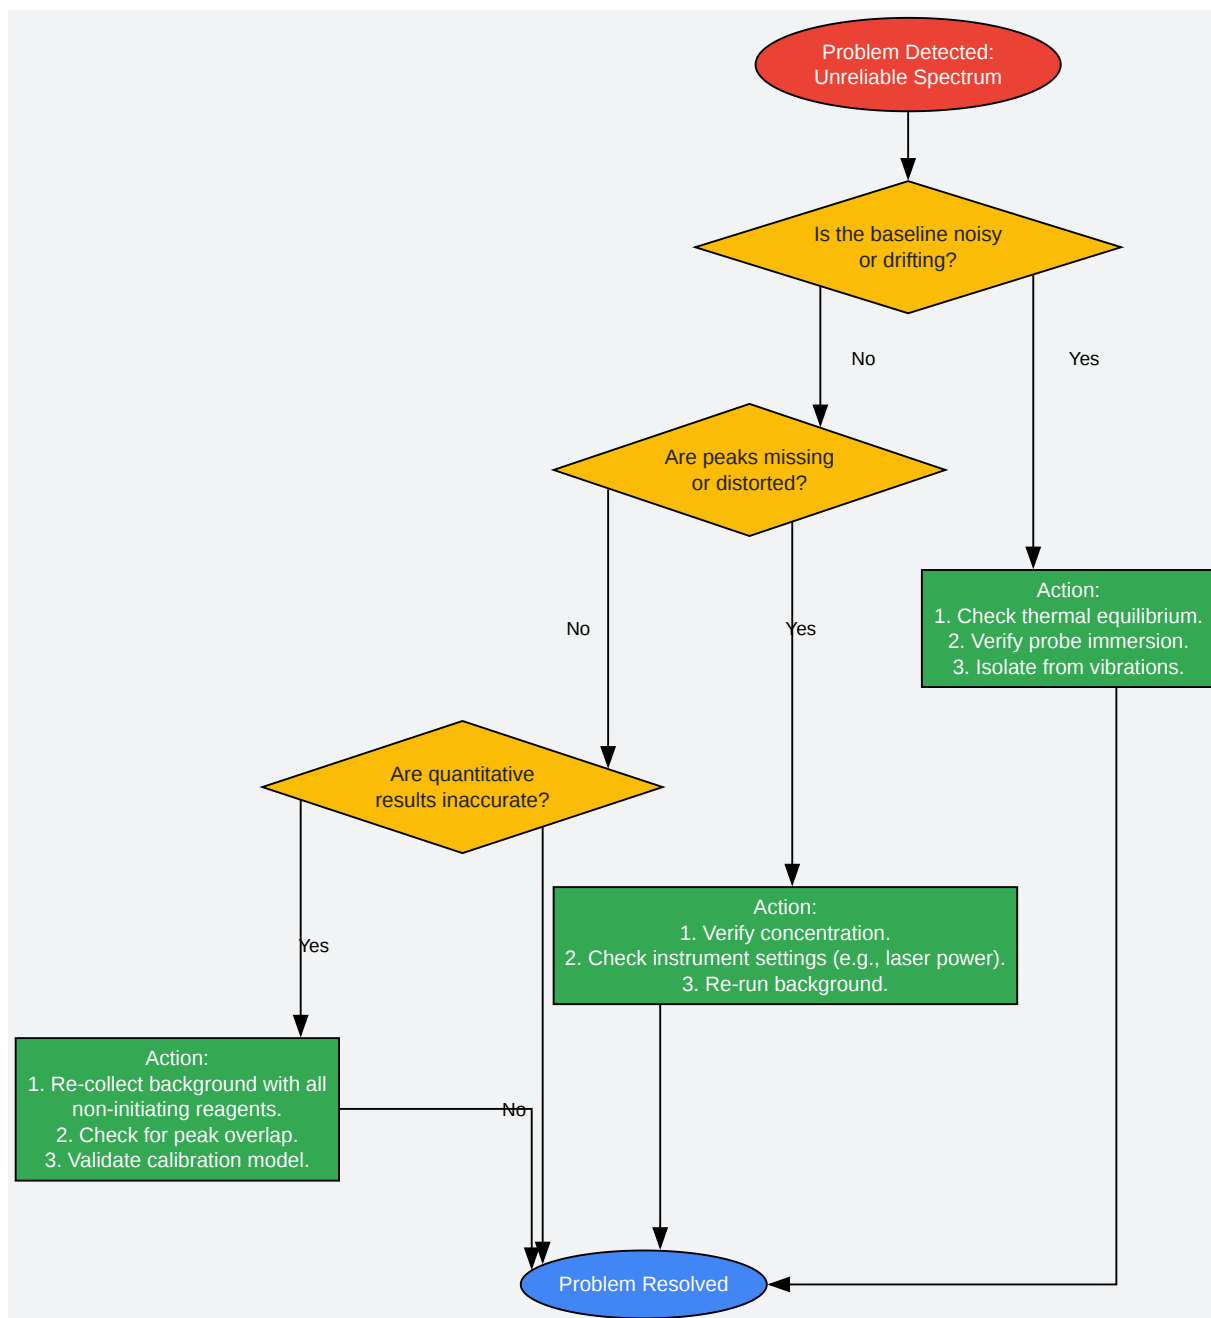 Problem Detected:
Unreliable Spectrum
Is the baseline noisy
or drifting?
No
Yes
Are peaks missing
or distorted?
No
Yes
Action:
1. Check thermal equilibrium.
2. Verify probe immersion.
3. Isolate from vibrations.
Are quantitative
results inaccurate?
Yes
Action:
1. Verify concentration.
2. Check instrument settings (e.g., laser power).
3. Re-run background.
Action:
1. Re-collect background with all
non-initiating reagents.
2. Check for peak overlap.
3. Validate calibration model.
No
Problem Resolved